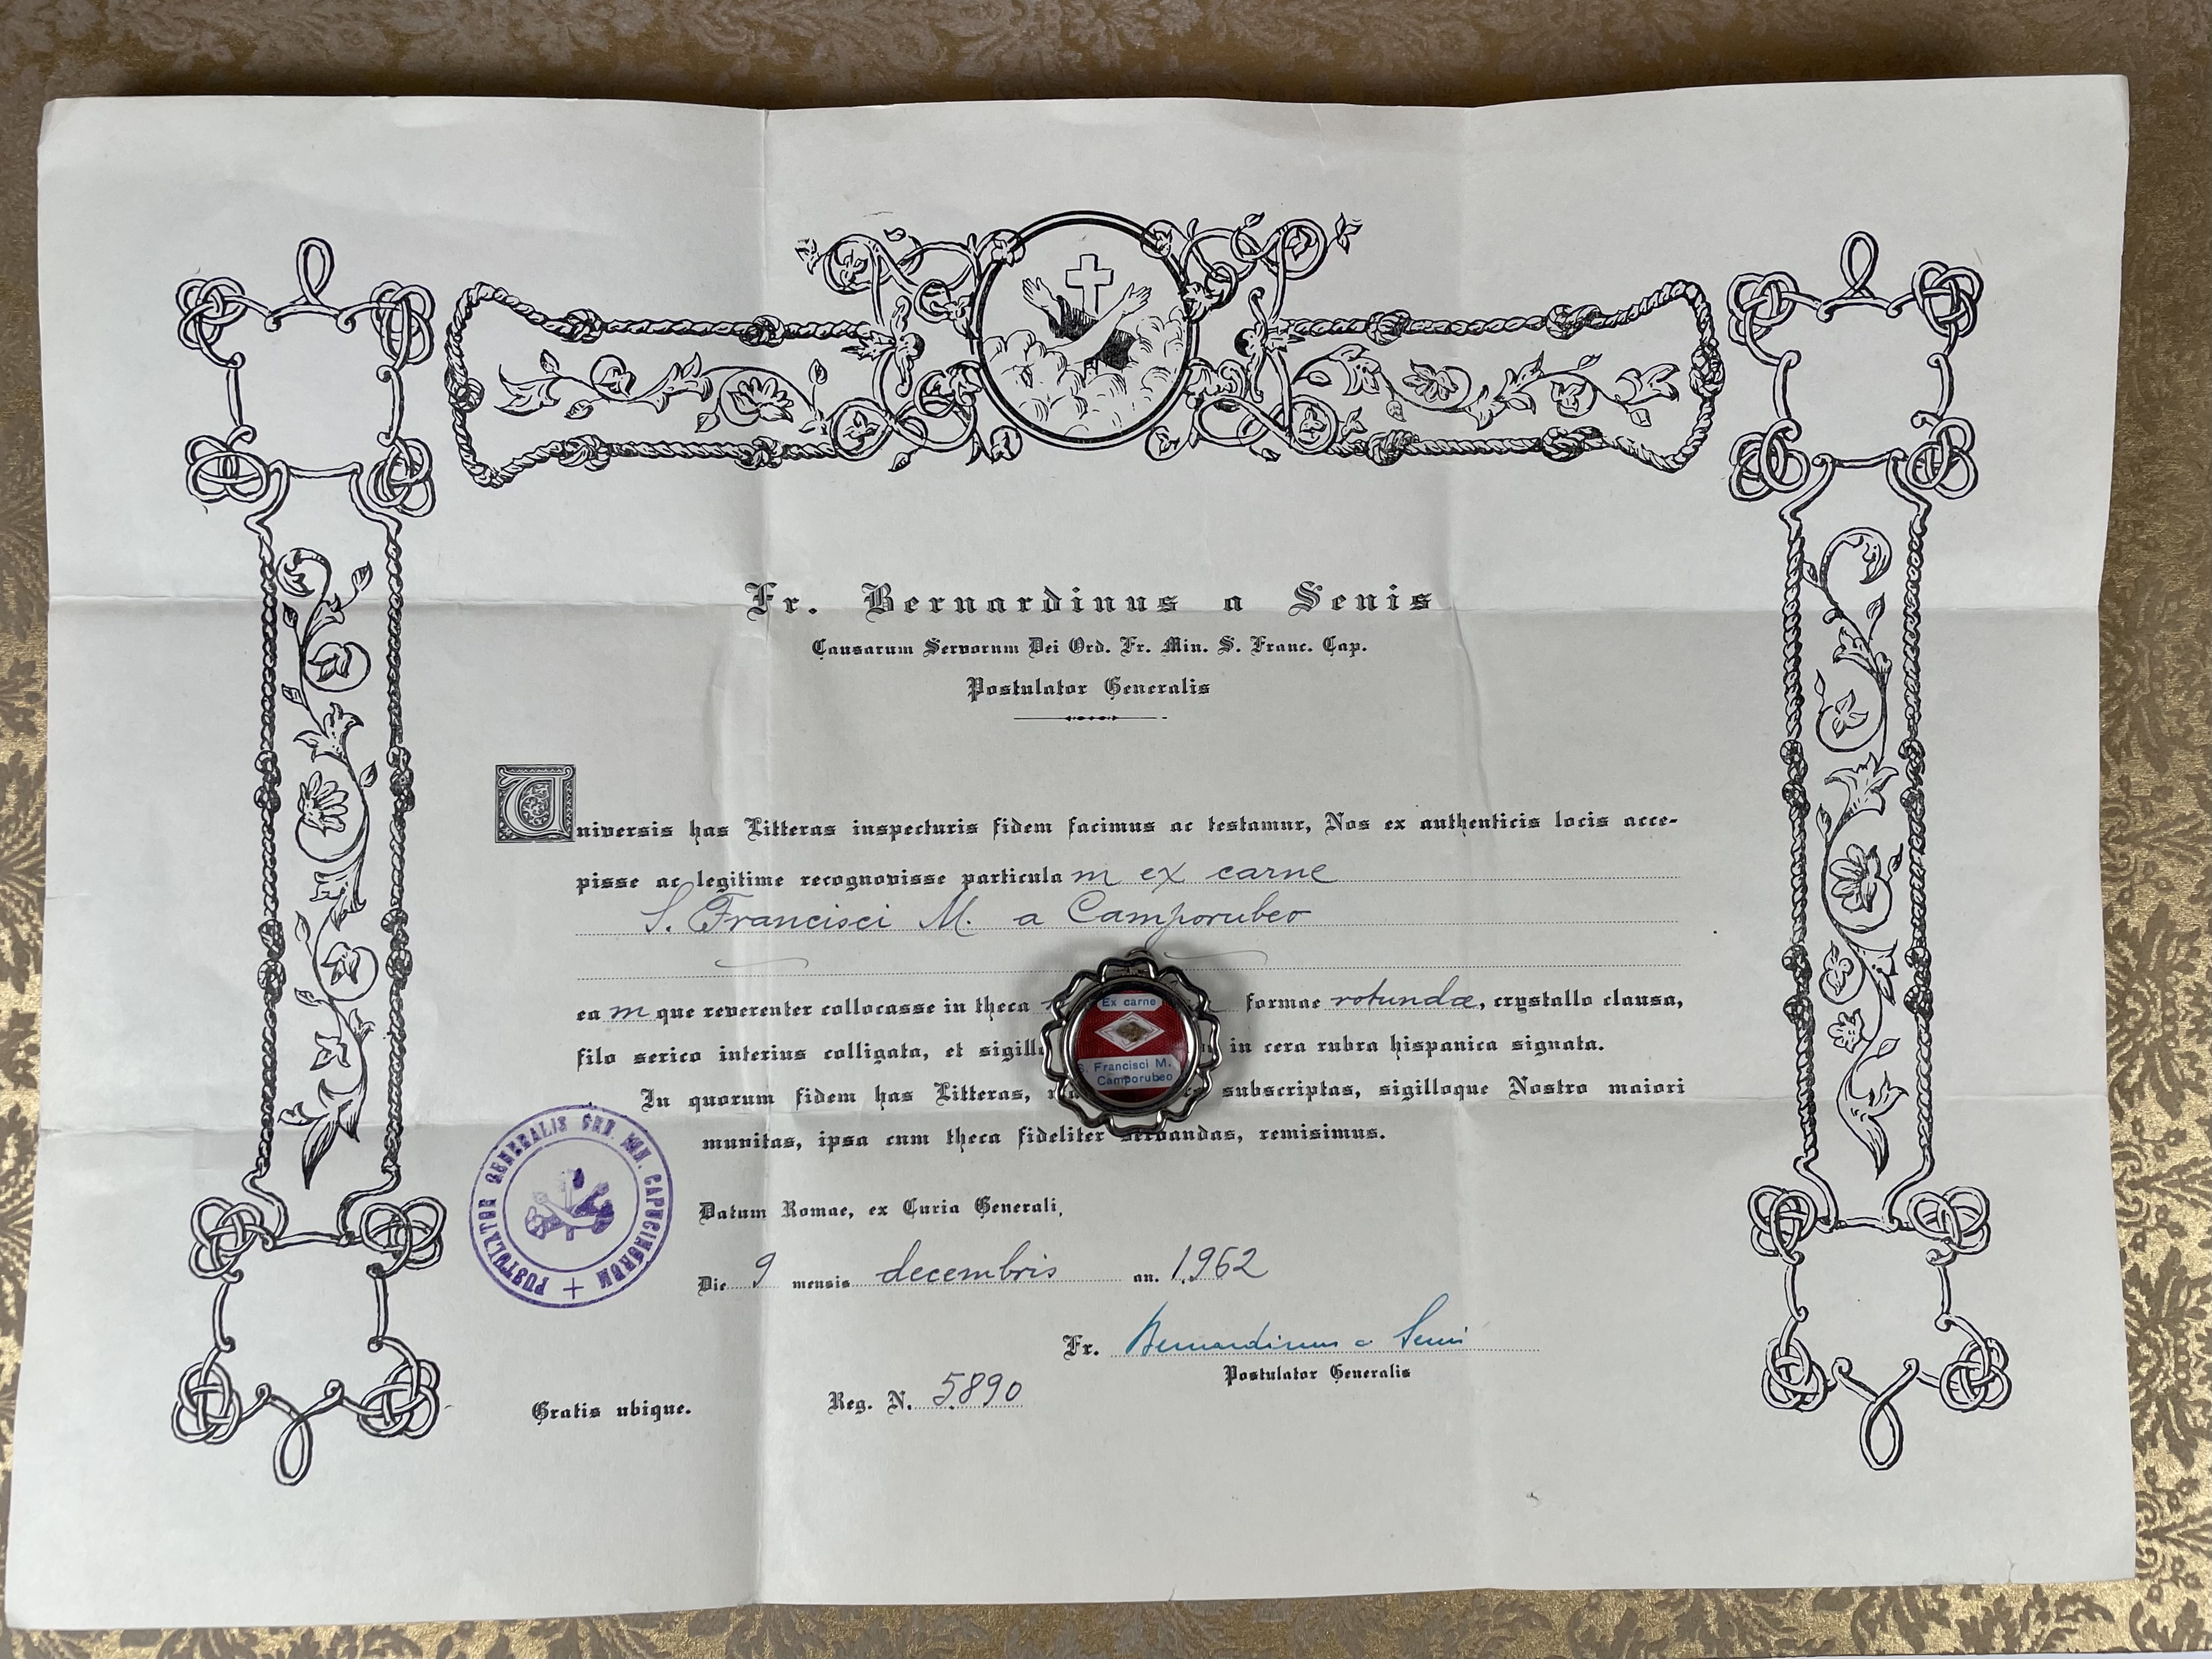 Fr. Bernardinus a Senis
Causarum Servorum Dei Ord. Fr. Min. S. Franc. Cap.
Postulator Generalis
Universis has Litteras inspecturis fidem facimus ac testamur, Nos ex authenticis locis acce-
pisse ac legitime recognovisse particulam ex carne
S. Francisci M. a Camporubeo
eamque reverenter collocasse in theca formae rotundae, crystallo clausa,
filo serico interius colligata, et in cera rubra hispanica signata.
In quorum fidem has Litteras, subscriptas, sigilloque Nostro maiori
munitas, ipsa cum theca fideliter servandas, remisimus.
Ex carne
S. Francisci M.
Camporubeo
POSTULATOR GENERALIS ORD. MIN. CAPUCINORUM
Datum Romae, ex Curia Generali,
Die 9 mensis decembris an. 1962
Fr. Bernardinus a Senis
Postulator Generalis
Gratis ubique. Reg. N. 5890